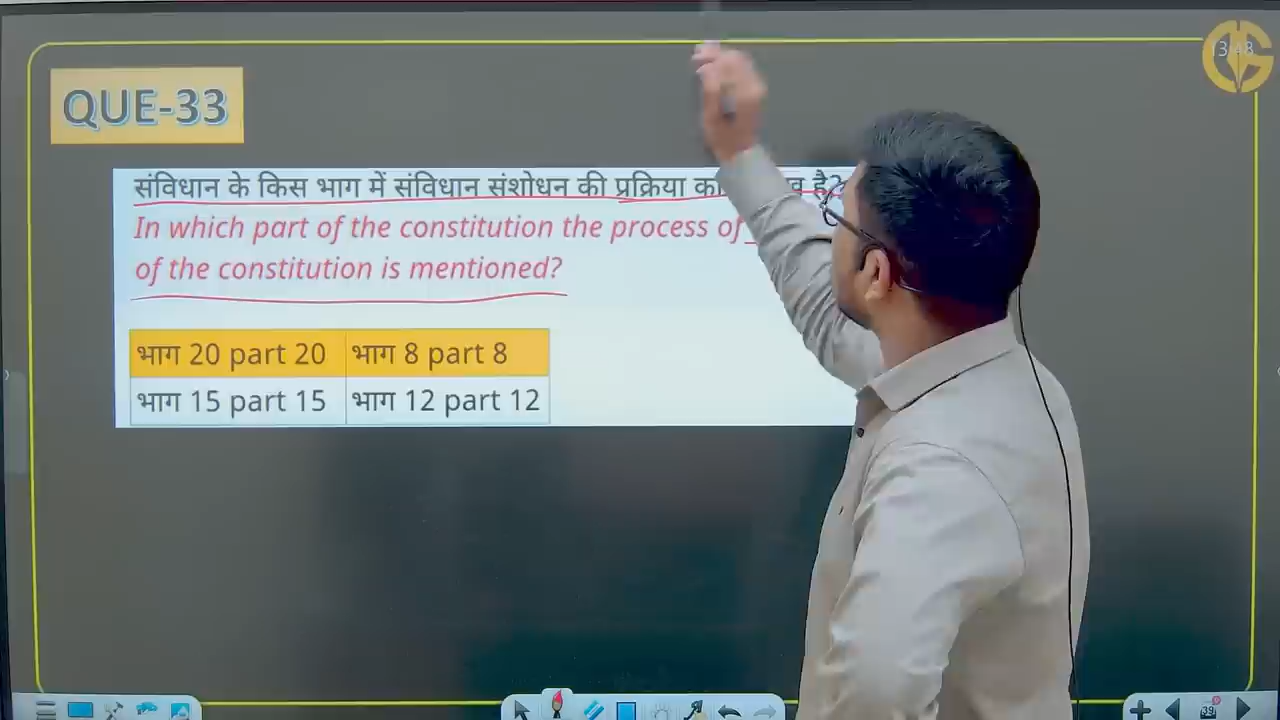 QUE-33
संविधान के किस भाग में संविधान संशोधन की प्रक्रिया का है?
In which part of the constitution the process of
of the constitution is mentioned?
भाग 20 part 20 भाग 8 part 8
भाग 15 part 15 भाग 12 part 12
39